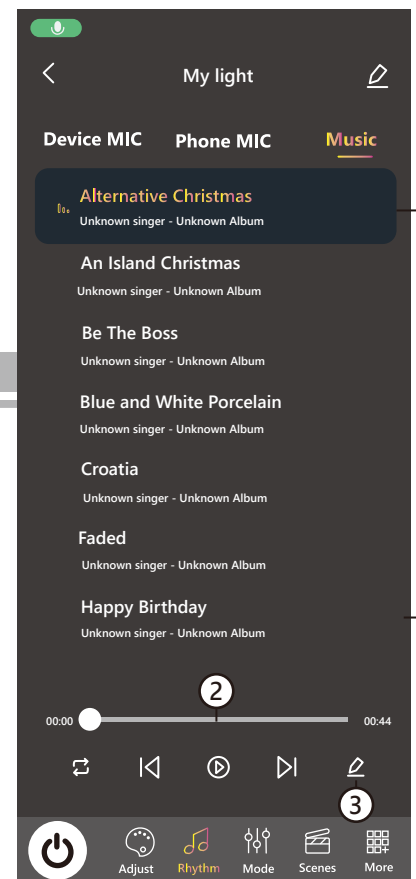 My light
Device MIC Phone MIC Music
Alternative Christmas
Unknown singer - Unknown Album
An Island Christmas
Unknown singer - Unknown Album
Be The Boss
Unknown singer - Unknown Album
Blue and White Porcelain
Unknown singer - Unknown Album
Croatia
Unknown singer - Unknown Album
Faded
Unknown singer - Unknown Album
Happy Birthday
Unknown singer - Unknown Album
2
00:00 00:44
3
Adjust Rhythm Mode Scenes More